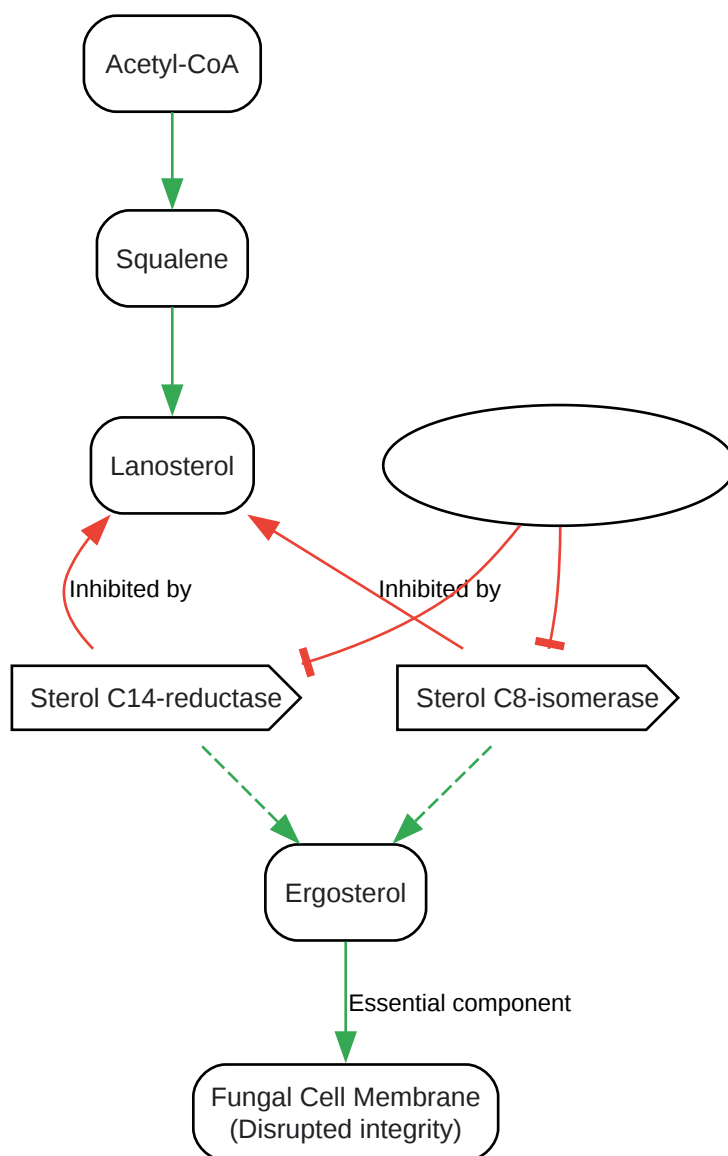 Acetyl-CoA
Squalene
Lanosterol
Inhibited by
Inhibited by
Sterol C14-reductase
Sterol C8-isomerase
Ergosterol
Essential component
Fungal Cell Membrane
(Disrupted integrity)